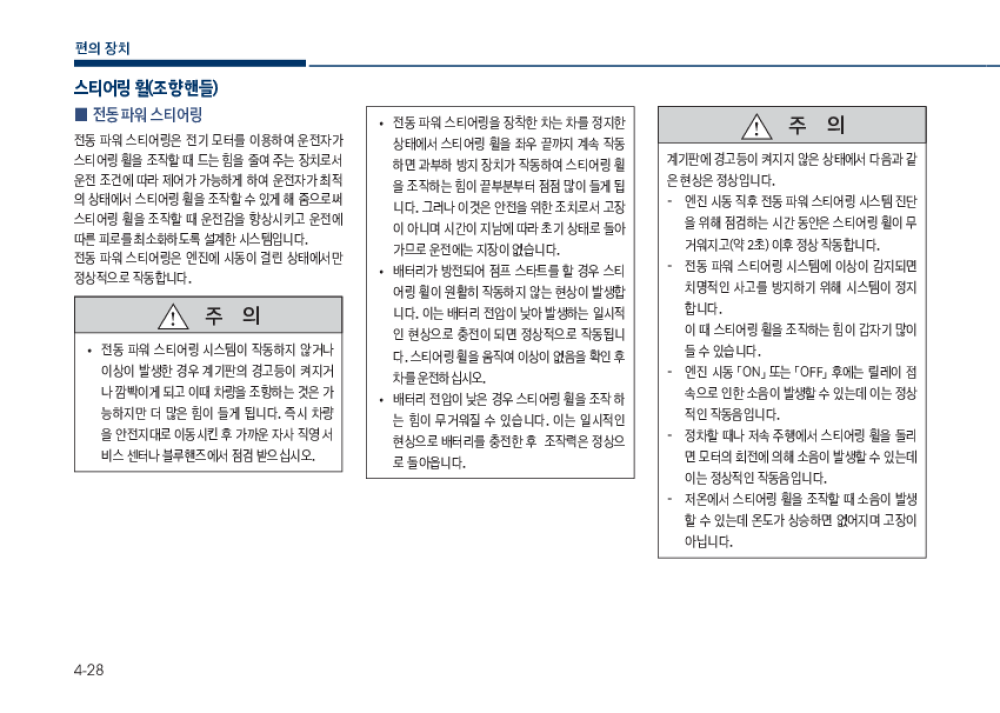 편의 장치
스티어링 휠(조향핸들)
■ 전동 파워 스티어링
전동 파워 스티어링은 전기 모터를 이용하여 운전자가
스티어링 휠을 조작할 때 드는 힘을 줄여 주는 장치로서
운전 조건에 따라 제어가 가능하게 하여 운전자가 최적
의 상태에서 스티어링 휠을 조작할 수 있게 해 줌으로써
스티어링 휠을 조작할 때 운전감을 향상시키고 운전에
따른 피로를 최소화하도록 설계한 시스템입니다.
전동 파워 스티어링은 엔진에 시동이 걸린 상태에서만
정상적으로 작동합니다.
주 의
• 전동 파워 스티어링 시스템이 작동하지 않거나
이상이 발생한 경우 계기판의 경고등이 켜지거
나 깜빡이게 되고 이때 차량을 조향하는 것은 가
능하지만 더 많은 힘이 들게 됩니다. 즉시 차량
을 안전지대로 이동시킨 후 가까운 자사 직영 서
비스 센터나 블루핸즈에서 점검 받으십시오.
• 전동 파워 스티어링을 장착한 차는 차를 정지한
상태에서 스티어링 휠을 좌우 끝까지 계속 작동
하면 과부하 방지 장치가 작동하여 스티어링 휠
을 조작하는 힘이 끝부분부터 점점 많이 들게 됩
니다. 그러나 이것은 안전을 위한 조치로서 고장
이 아니며 시간이 지남에 따라 초기 상태로 돌아
가므로 운전에는 지장이 없습니다.
• 배터리가 방전되어 점프 스타트를 할 경우 스티
어링 휠이 원활히 작동하지 않는 현상이 발생합
니다. 이는 배터리 전압이 낮아 발생하는 일시적
인 현상으로 충전이 되면 정상적으로 작동됩니
다. 스티어링 휠을 움직여 이상이 없음을 확인 후
차를 운전하십시오.
• 배터리 전압이 낮은 경우 스티어링 휠을 조작 하
는 힘이 무거워질 수 있습니다. 이는 일시적인
현상으로 배터리를 충전한 후 조작력은 정상으
로 돌아옵니다.
주 의
계기판에 경고등이 켜지지 않은 상태에서 다음과 같
은 현상은 정상입니다.
- 엔진 시동 직후 전동 파워 스티어링 시스템 진단
을 위해 점검하는 시간 동안은 스티어링 휠이 무
거워지고(약 2초) 이후 정상 작동합니다.
- 전동 파워 스티어링 시스템에 이상이 감지되면
치명적인 사고를 방지하기 위해 시스템이 정지
합니다.
이 때 스티어링 휠을 조작하는 힘이 갑자기 많이
들 수 있습니다.
- 엔진 시동 「ON」 또는 「OFF」 후에는 릴레이 접
속으로 인한 소음이 발생할 수 있는데 이는 정상
적인 작동음입니다.
- 정차할 때나 저속 주행에서 스티어링 휠을 돌리
면 모터의 회전에 의해 소음이 발생할 수 있는데
이는 정상적인 작동음입니다.
- 저온에서 스티어링 휠을 조작할 때 소음이 발생
할 수 있는데 온도가 상승하면 없어지며 고장이
아닙니다.
4-28